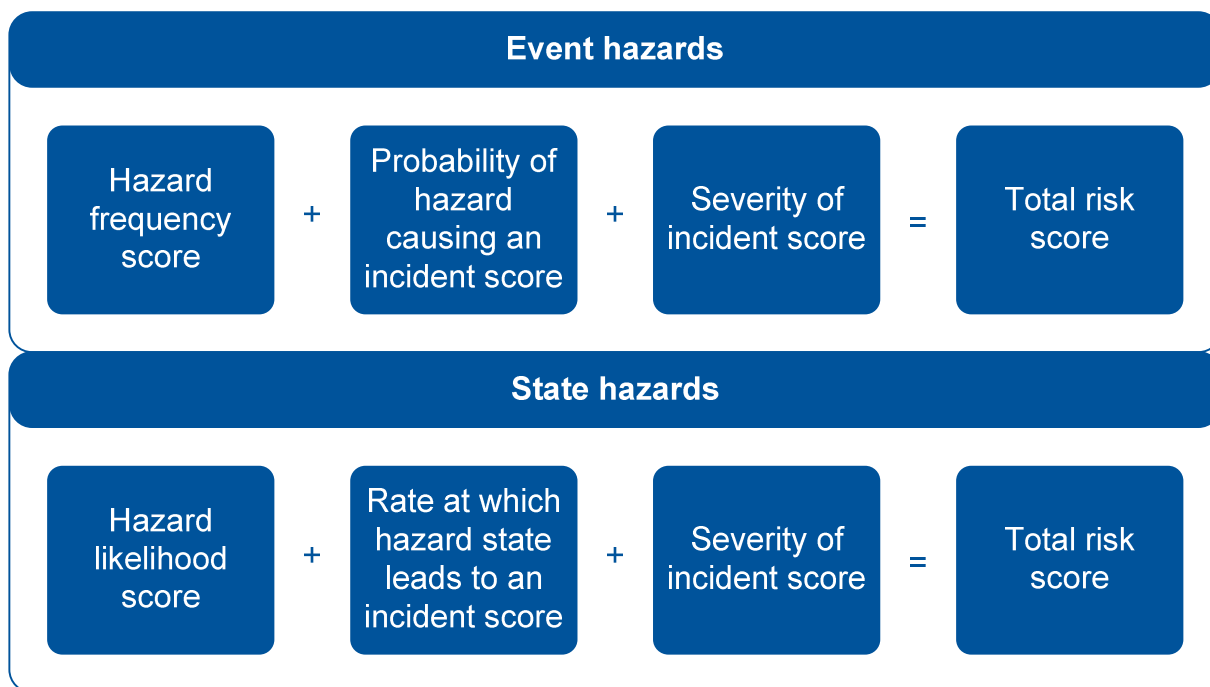 Event hazards
Hazard
frequency
score
+
Probability of
hazard
causing an
incident score
+
Severity of
incident score
=
Total risk
score
State hazards
Hazard
likelihood
score
+
Rate at which
hazard state
leads to an
incident score
+
Severity of
incident score
=
Total risk
score